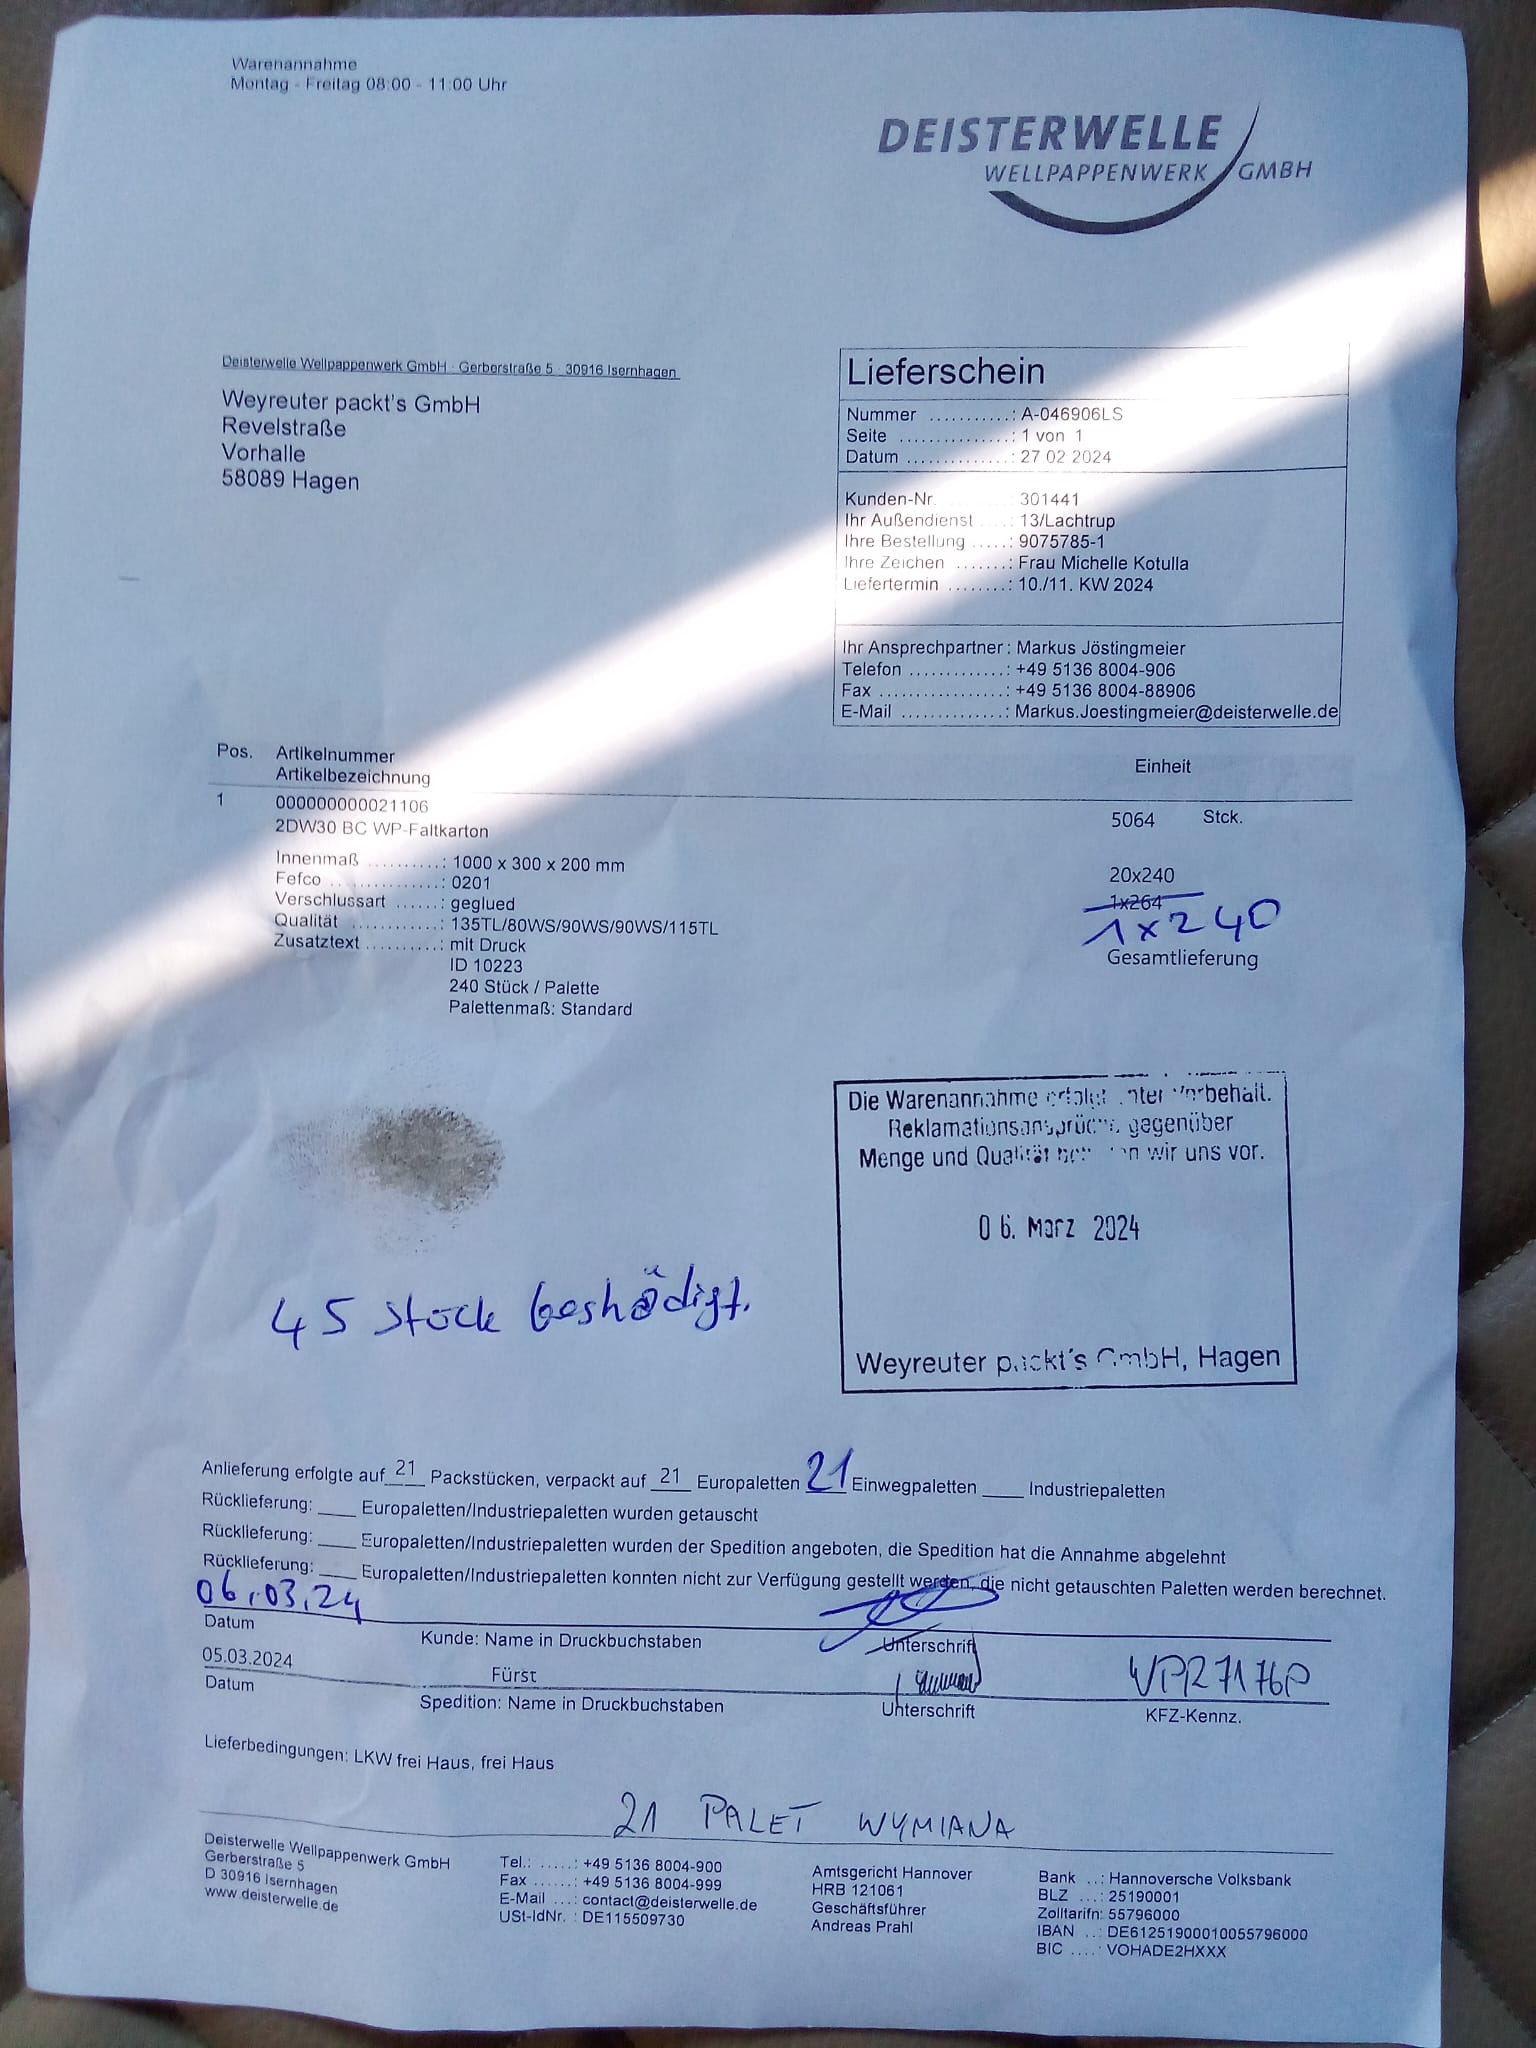 Warenannahme
Montag - Freitag 08:00 - 11:00 Uhr
DEISTERWELLE
WELLPAPPENWERK GMBH
Deisterwelle Wellpappenwerk GmbH · Gerberstraße 5 · 30916 Isernhagen
Weyreuter packt's GmbH
Revelstraße
Vorhalle
58089 Hagen
Lieferschein
Nummer ...........: A-046906LS
Seite ...............: 1 von 1
Datum ..............: 27 02 2024
Kunden-Nr. : 301441
Ihr Außendienst ....: 13/Lachtrup
Ihre Bestellung .....: 9075785-1
Ihre Zeichen .......: Frau Michelle Kotulla
Liefertermin ........: 10./11. KW 2024
Ihr Ansprechpartner : Markus Jöstingmeier
Telefon .............: +49 5136 8004-906
Fax .................: +49 5136 8004-88906
E-Mail ..............: Markus.Joestingmeier@deisterwelle.de
Pos. Artikelnummer
Artikelbezeichnung Einheit
1 000000000021106
2DW30 BC WP-Faltkarton 5064 Stck.
Innenmaß ..........: 1000 x 300 x 200 mm 20x240
Fefco ...............: 0201 1x264
Verschlussart ......: geglued 1x240
Qualität ............: 135TL/80WS/90WS/90WS/115TL
Zusatztext ..........: mit Druck Gesamtlieferung
ID 10223
240 Stück / Palette
Palettenmaß: Standard
Die Warenannahme erfolgt unter Vorbehalt.
Reklamationsansprüche gegenüber
Menge und Qualität wir uns vor.
06. März 2024
45 Stück beshädigt.
Weyreuter packt's GmbH, Hagen
Anlieferung erfolgte auf 21 Packstücken, verpackt auf 21 Europaletten 21 Einwegpaletten ____ Industriepaletten
Rücklieferung: ____ Europaletten/Industriepaletten wurden getauscht
Rücklieferung: ____ Europaletten/Industriepaletten wurden der Spedition angeboten, die Spedition hat die Annahme abgelehnt
Rücklieferung: ____ Europaletten/Industriepaletten konnten nicht zur Verfügung gestellt werden, die nicht getauschten Paletten werden berechnet.
06.03.24
Datum Kunde: Name in Druckbuchstaben Unterschrift
05.03.2024 Fürst WPR7176P
Datum Spedition: Name in Druckbuchstaben Unterschrift KFZ-Kennz.
Lieferbedingungen: LKW frei Haus, frei Haus
21 PALET WYMIANA
Deisterwelle Wellpappenwerk GmbH
Gerberstraße 5
D 30916 Isernhagen
www.deisterwelle.de
Tel.: .....: +49 5136 8004-900
Fax ......: +49 5136 8004-999
E-Mail ...: contact@deisterwelle.de
USt-IdNr. : DE115509730
Amtsgericht Hannover
HRB 121061
Geschäftsführer
Andreas Prahl
Bank ..: Hannoversche Volksbank
BLZ ...: 25190001
Zolltarifn: 55796000
IBAN ..: DE61251900010055796000
BIC ....: VOHADE2HXXX